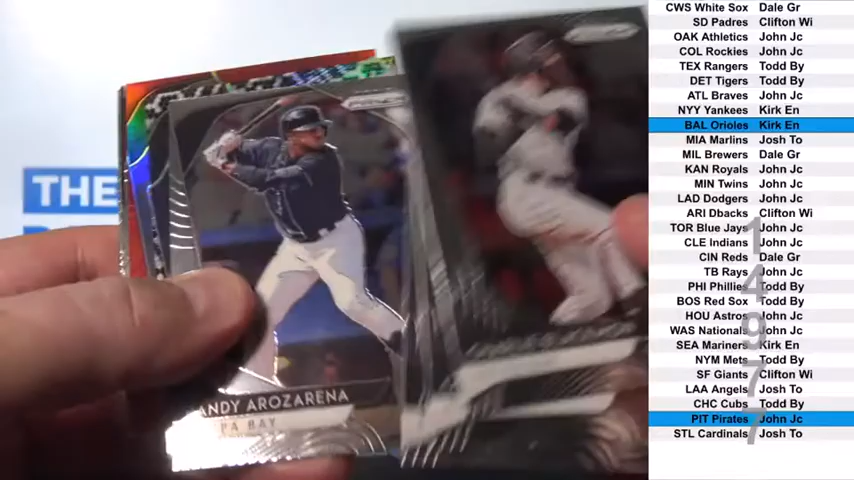 THE
ANDY AROZARENA
PA BAY
CWS White Sox Dale Gr
SD Padres Clifton Wi
OAK Athletics John Jc
COL Rockies John Jc
TEX Rangers Todd By
DET Tigers Todd By
ATL Braves John Jc
NYY Yankees Kirk En
BAL Orioles Kirk En
MIA Marlins Josh To
MIL Brewers Dale Gr
KAN Royals John Jc
MIN Twins John Jc
LAD Dodgers John Jc
ARI Dbacks Clifton Wi
TOR Blue Jays John Jc
CLE Indians John Jc
CIN Reds Dale Gr
TB Rays John Jc
PHI Phillies Todd By
BOS Red Sox Todd By
HOU Astros John Jc
WAS Nationals John Jc
SEA Mariners Kirk En
NYM Mets Todd By
SF Giants Clifton Wi
LAA Angels Josh To
CHC Cubs Todd By
PIT Pirates John Jc
STL Cardinals Josh To
1
4
9
7
7